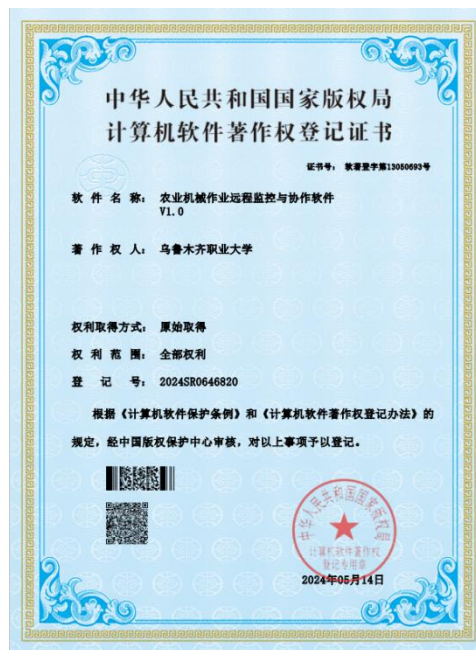 中华人民共和国国家版权局
计算机软件著作权登记证书
证书号： 软著登字第13050693号
软件名称： 农业机械作业远程监控与协作软件
V1.0
著作权人： 乌鲁木齐职业大学
权利取得方式： 原始取得
权利范围： 全部权利
登记号： 2024SR0646820
根据《计算机软件保护条例》和《计算机软件著作权登记办法》的
规定，经中国版权保护中心审核，对以上事项予以登记。
中华人民共和国国家版权局
计算机软件著作权
登记专用章
2024年05月14日